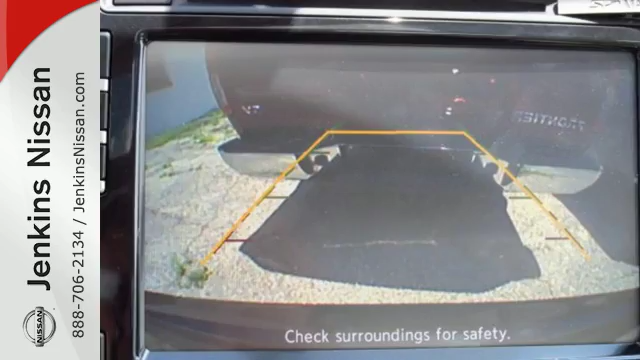 Jenkins Nissan
888-706-2134 / JenkinsNissan.com
NISSAN
FRONTIER
Check surroundings for safety.